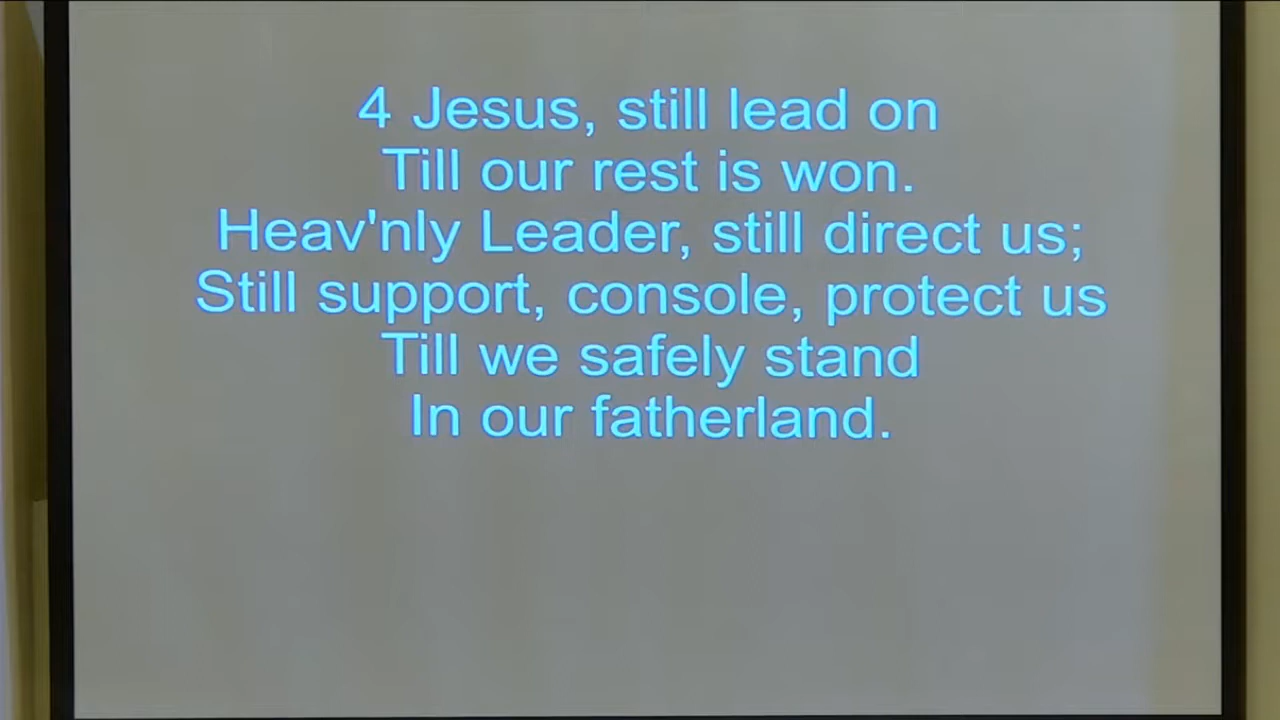 4 Jesus, still lead on
Till our rest is won.
Heav'nly Leader, still direct us;
Still support, console, protect us
Till we safely stand
In our fatherland.